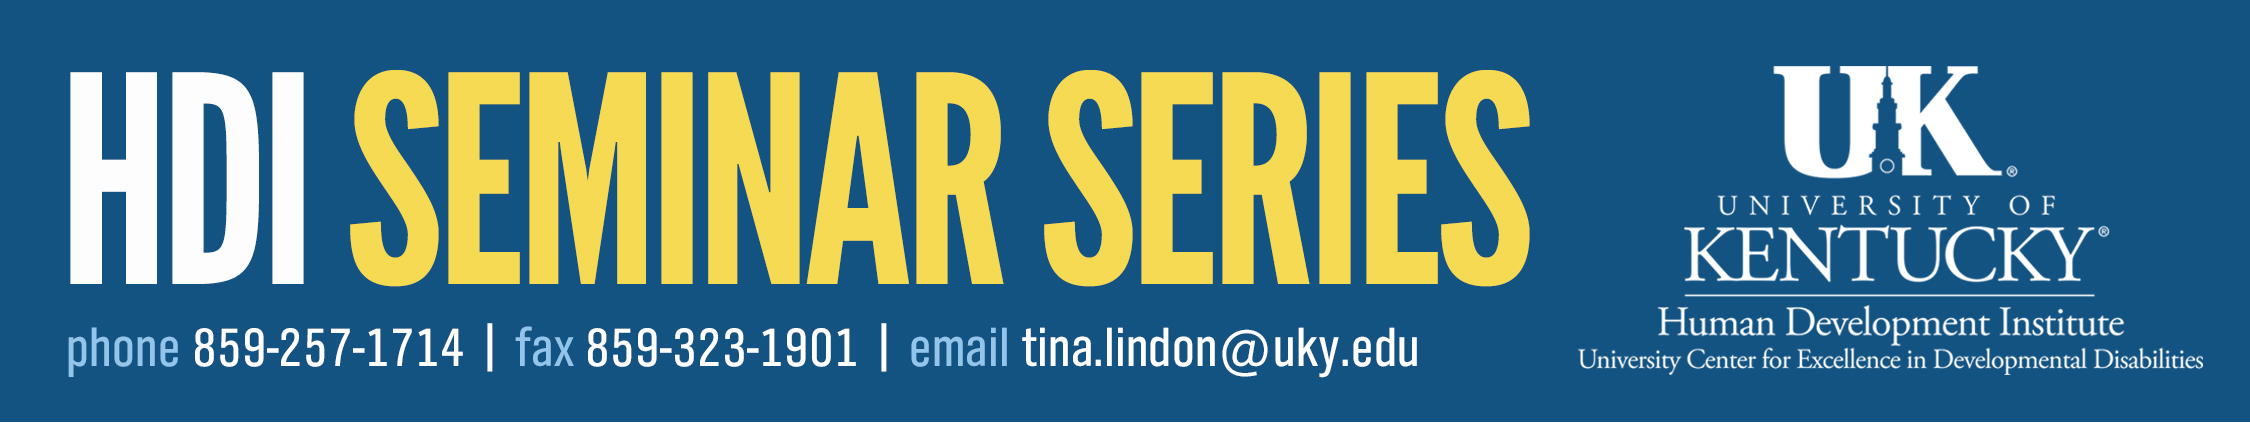 HDI SEMINAR SERIES
phone 859-257-1714 | fax 859-323-1901 | email tina.lindon@uky.edu
UK®
UNIVERSITY OF
KENTUCKY®
Human Development Institute
University Center for Excellence in Developmental Disabilities